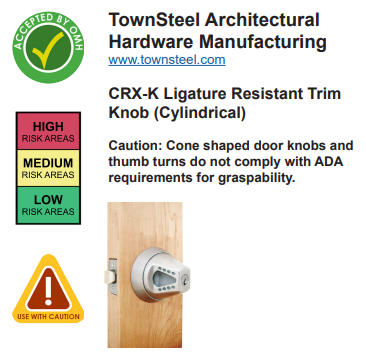 ACCEPTED BY OMH
TownSteel Architectural
Hardware Manufacturing
www.townsteel.com
CRX-K Ligature Resistant Trim
Knob (Cylindrical)
Caution: Cone shaped door knobs and
thumb turns do not comply with ADA
requirements for graspability.
HIGH
RISK AREAS
MEDIUM
RISK AREAS
LOW
RISK AREAS
USE WITH CAUTION